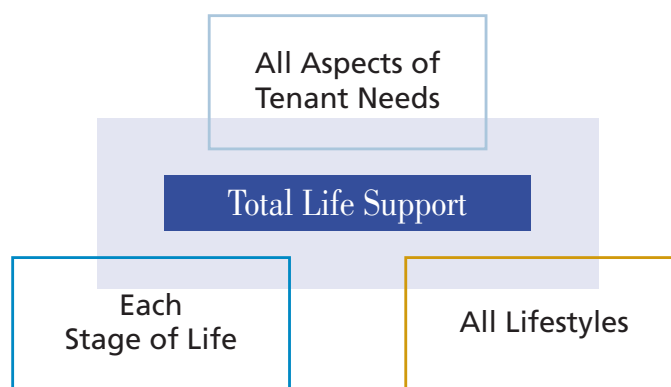 All Aspects of
Tenant Needs
Total Life Support
Each
Stage of Life
All Lifestyles